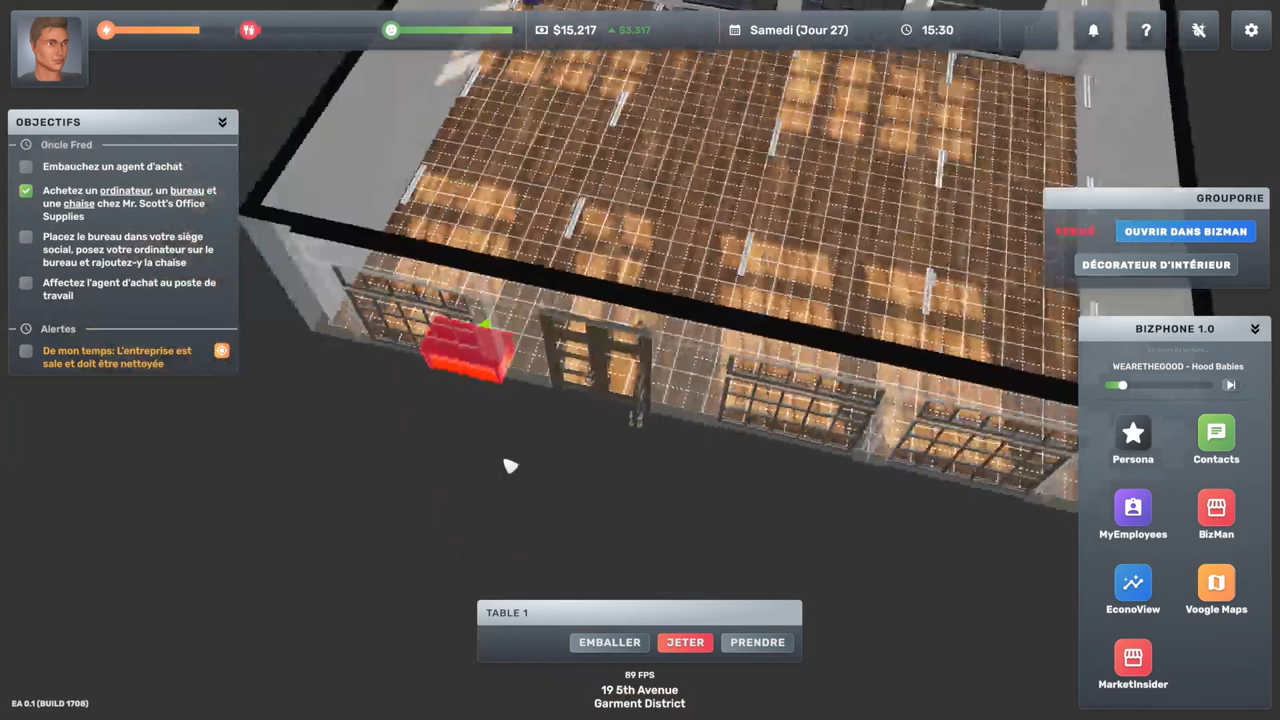 $15,217
$3,317
Samedi (Jour 27)
15:30
OBJECTIFS
Oncle Fred
Embauchez un agent d'achat
Achetez un ordinateur, un bureau et
une chaise chez Mr. Scott's Office
Supplies
Placez le bureau dans votre siège
social, posez votre ordinateur sur le
bureau et rajoutez-y la chaise
Affectez l'agent d'achat au poste de
travail
Alertes
De mon temps: L'entreprise est
sale et doit être nettoyée
GROUPORIE
FERMÉ
OUVRIR DANS BIZMAN
DÉCORATEUR D'INTÉRIEUR
BIZPHONE 1.0
En cours de lecture...
WEARETHEGOOD - Hood Babies
Persona
Contacts
MyEmployees
BizMan
EconoView
Voogle Maps
MarketInsider
TABLE 1
EMBALLER
JETER
PRENDRE
89 FPS
19 5th Avenue
Garment District
EA 0.1 (BUILD 1708)